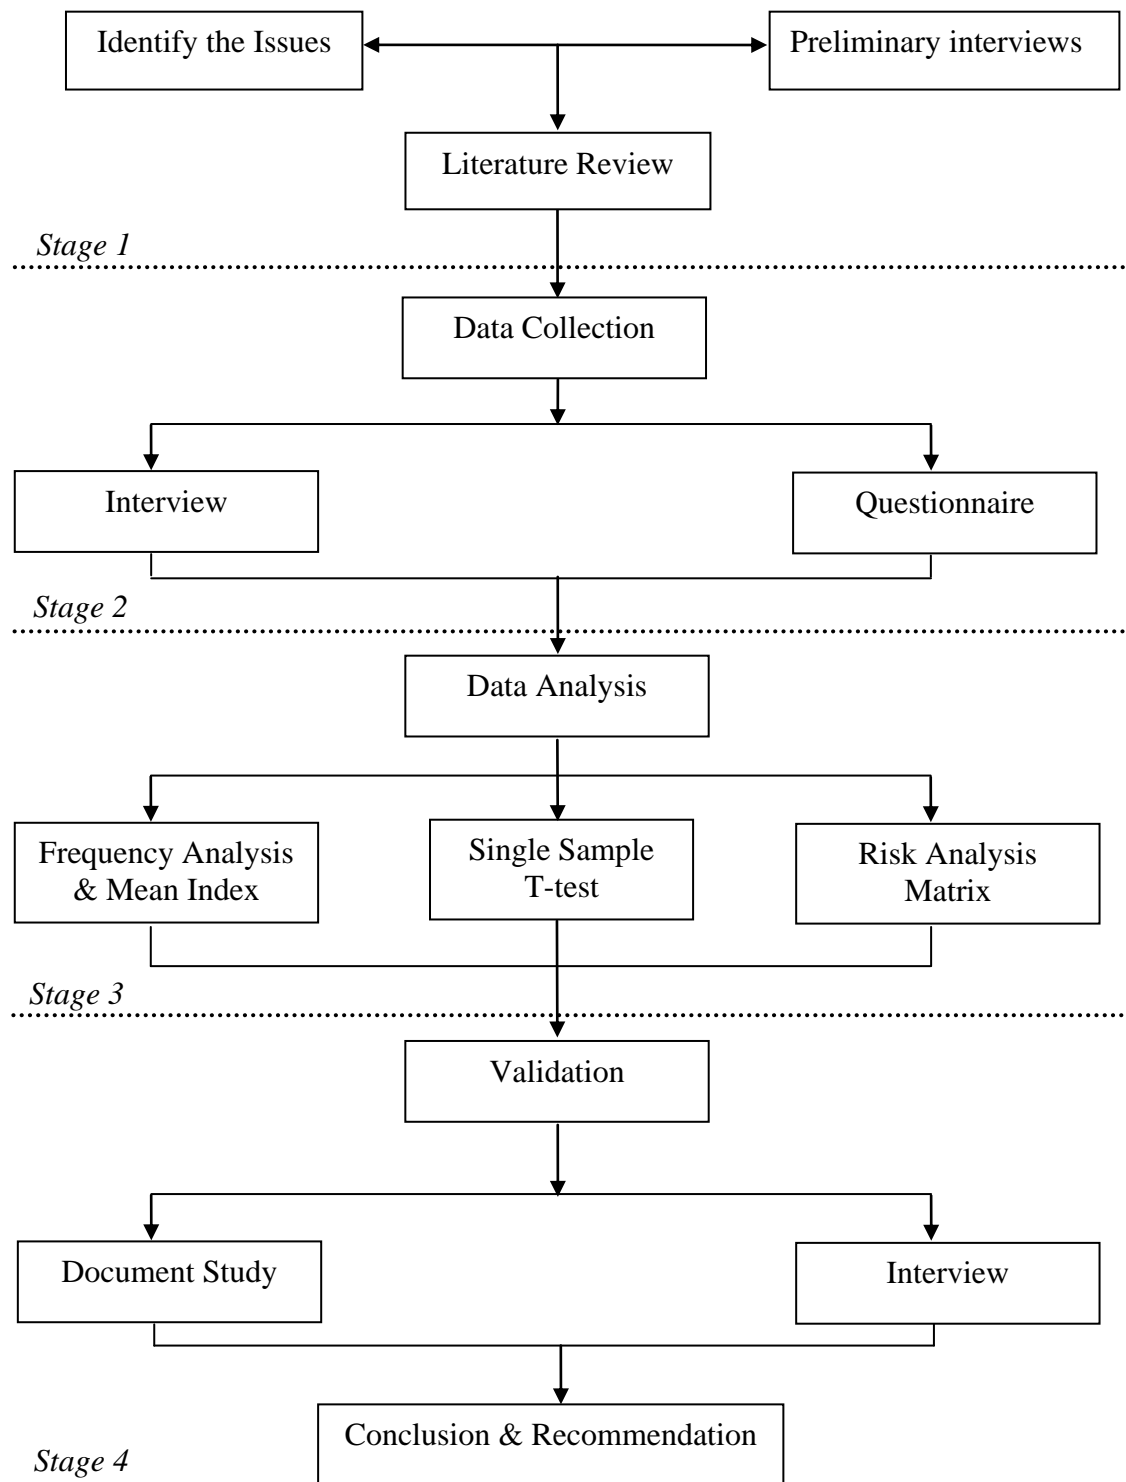 Identify the Issues
Preliminary interviews
Literature Review
Stage 1
Data Collection
Interview
Questionnaire
Stage 2
Data Analysis
Frequency Analysis
& Mean Index
Single Sample
T-test
Risk Analysis
Matrix
Stage 3
Validation
Document Study
Interview
Conclusion & Recommendation
Stage 4